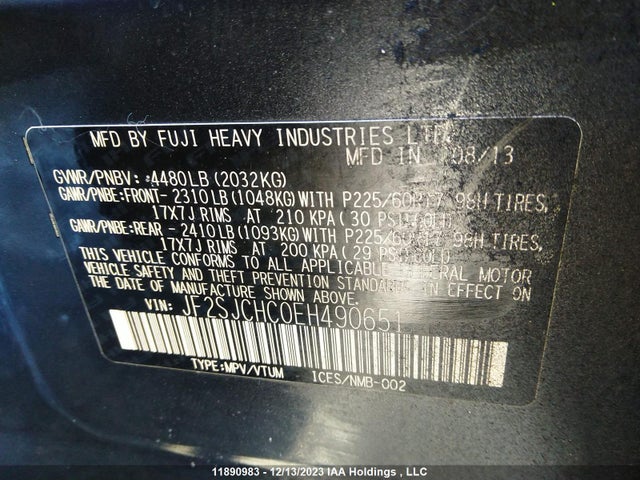 MFD BY FUJI HEAVY INDUSTRIES LTD.
MFD IN 08/13
GVWR/PNBV: 4480LB (2032KG)
GAWR/PNBE:FRONT- 2310LB (1048KG) WITH P225/60R17 98H TIRES,
17X7J RIMS AT 210 KPA (30 PSI) COLD
GAWR/PNBE:REAR - 2410LB (1093KG) WITH P225/60R17 98H TIRES,
17X7J RIMS AT 200 KPA (29 PSI) COLD
THIS VEHICLE CONFORMS TO ALL APPLICABLE FEDERAL MOTOR
VEHICLE SAFETY AND THEFT PREVENTION STANDARDS IN EFFECT ON
THE DATE OF MANUFACTURE SHOWN ABOVE.
VIN: JF2SJCHC0EH490651
TYPE:MPV/VTUM ICES/NMB-002
11890983 - 12/13/2023 IAA Holdings , LLC